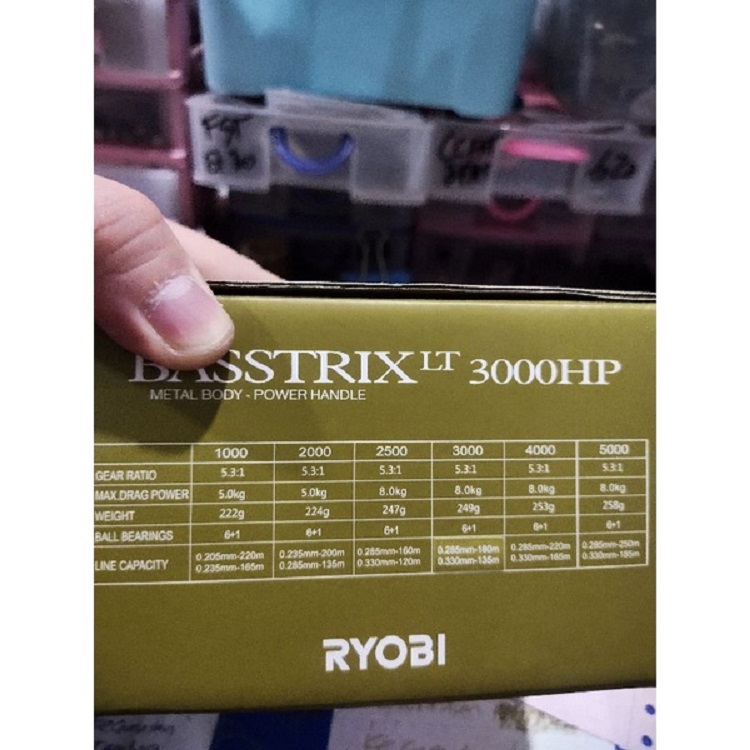 FGT
BASSTRIX LT 3000HP
METAL BODY - POWER HANDLE
1000 2000 2500 3000 4000 5000
GEAR RATIO 5.3:1 5.3:1 5.3:1 5.3:1 5.3:1 5.3:1
MAX.DRAG POWER 5.0kg 5.0kg 8.0kg 8.0kg 8.0kg 8.0kg
WEIGHT 222g 224g 247g 249g 253g 258g
BALL BEARINGS 6+1 6+1 6+1 6+1 6+1 6+1
LINE CAPACITY
0.205mm-220m 0.235mm-200m 0.285mm-160m 0.285mm-180m 0.285mm-220m 0.285mm-250m
0.235mm-165m 0.285mm-135m 0.330mm-120m 0.330mm-135m 0.330mm-165m 0.330mm-185m
RYOBI